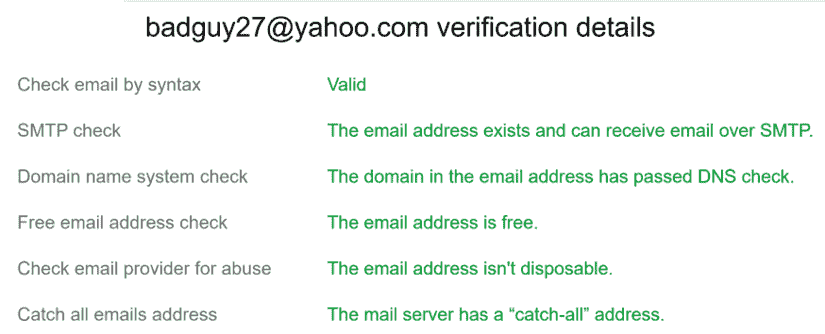 badguy27@yahoo.com verification details
Check email by syntax Valid
SMTP check The email address exists and can receive email over SMTP.
Domain name system check The domain in the email address has passed DNS check.
Free email address check The email address is free.
Check email provider for abuse The email address isn't disposable.
Catch all emails address The mail server has a “catch-all” address.